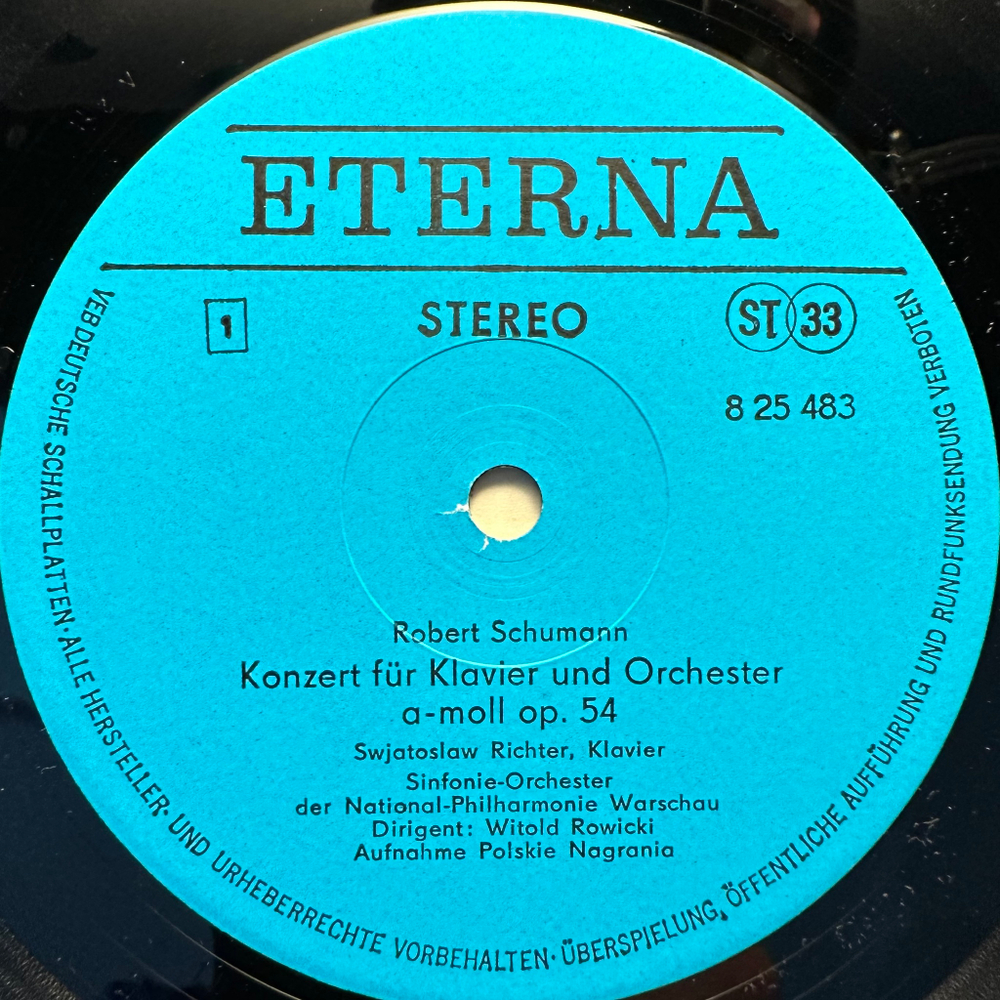 ETERNA
1
STEREO
ST 33
8 25 483
Robert Schumann
Konzert für Klavier und Orchester
a-moll op. 54
Swjatoslaw Richter, Klavier
Sinfonie-Orchester
der National-Philharmonie Warschau
Dirigent: Witold Rowicki
Aufnahme Polskie Nagrania
VEB DEUTSCHE SCHALLPLATTEN · ALLE HERSTELLER- UND URHEBERRECHTE VORBEHALTEN · ÜBERSPIELUNG, ÖFFENTLICHE AUFFÜHRUNG UND RUNDFUNKSENDUNG VERBOTEN